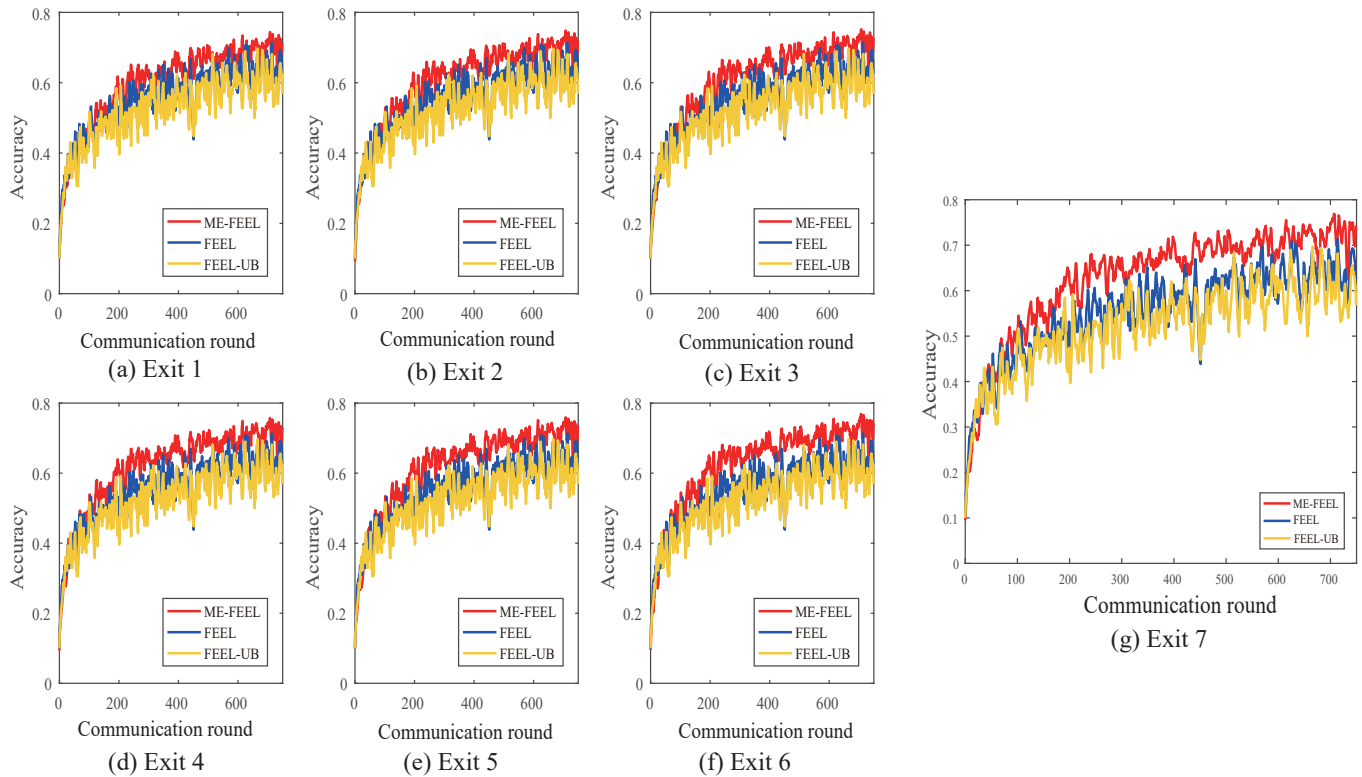 0.8
0.6
0.4
0.2
0
0 200 400 600
Accuracy
Communication round
ME-FEEL
FEEL
FEEL-UB
(a) Exit 1
0.8
0.6
0.4
0.2
0
0 200 400 600
Accuracy
Communication round
ME-FEEL
FEEL
FEEL-UB
(b) Exit 2
0.8
0.6
0.4
0.2
0
0 200 400 600
Accuracy
Communication round
ME-FEEL
FEEL
FEEL-UB
(c) Exit 3
0.8
0.6
0.4
0.2
0
0 200 400 600
Accuracy
Communication round
ME-FEEL
FEEL
FEEL-UB
(d) Exit 4
0.8
0.6
0.4
0.2
0
0 200 400 600
Accuracy
Communication round
ME-FEEL
FEEL
FEEL-UB
(e) Exit 5
0.8
0.6
0.4
0.2
0
0 200 400 600
Accuracy
Communication round
ME-FEEL
FEEL
FEEL-UB
(f) Exit 6
0.8
0.7
0.6
0.5
0.4
0.3
0.2
0.1
0
0 100 200 300 400 500 600 700
Accuracy
Communication round
ME-FEEL
FEEL
FEEL-UB
(g) Exit 7